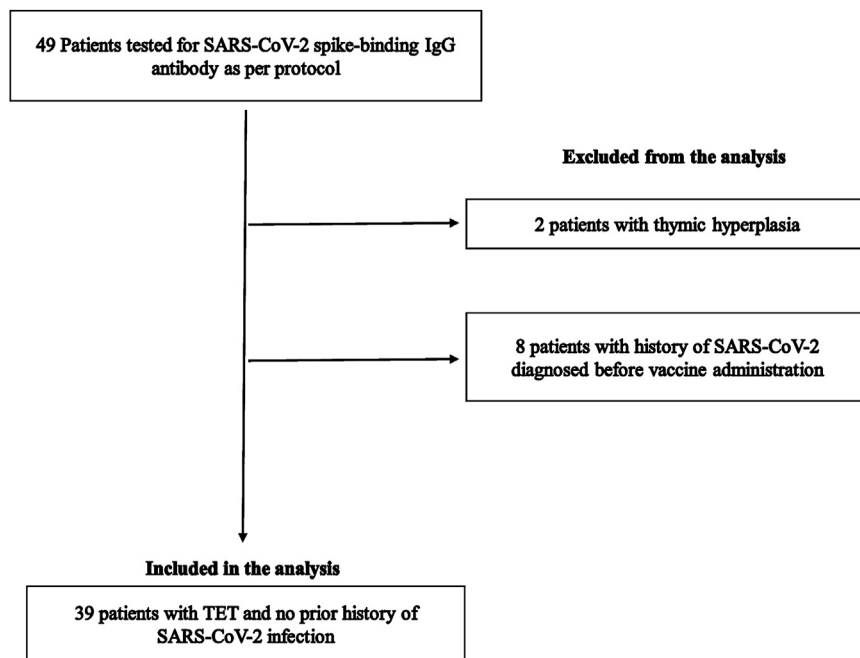 49 Patients tested for SARS-CoV-2 spike-binding IgG
antibody as per protocol
Excluded from the analysis
2 patients with thymic hyperplasia
8 patients with history of SARS-CoV-2
diagnosed before vaccine administration
Included in the analysis
39 patients with TET and no prior history of
SARS-CoV-2 infection